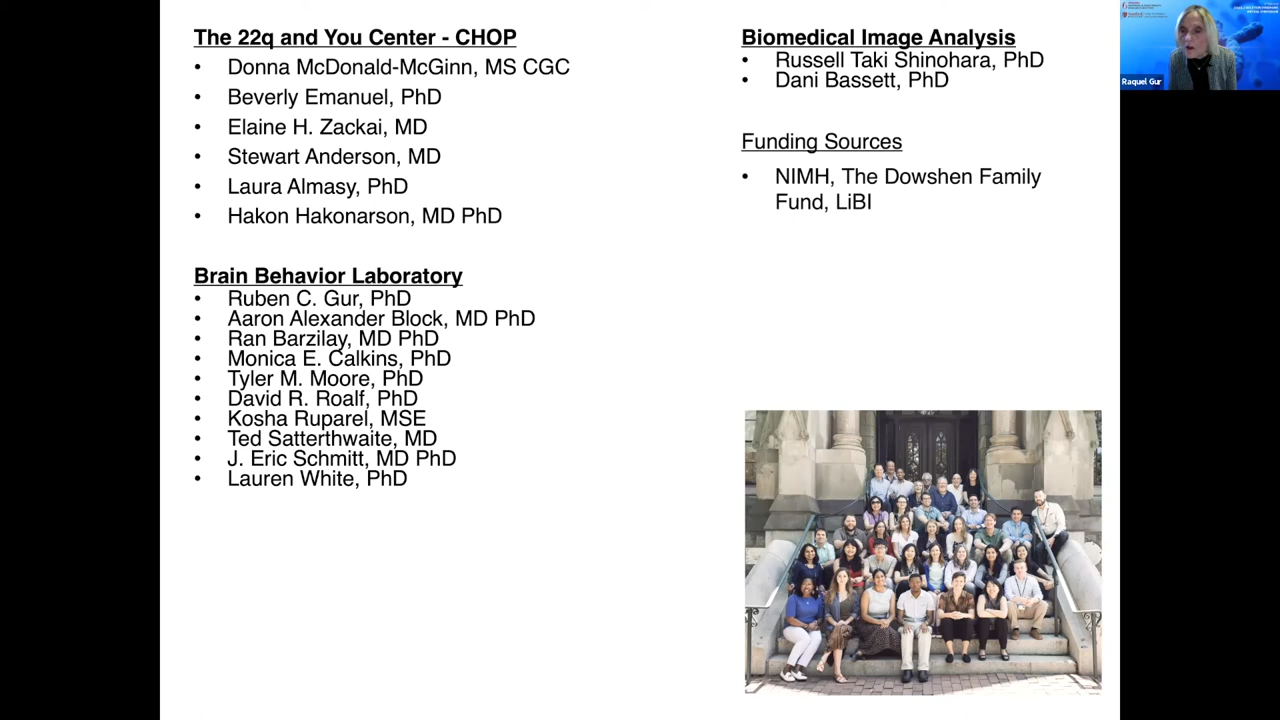 The 22q and You Center - CHOP
• Donna McDonald-McGinn, MS CGC
• Beverly Emanuel, PhD
• Elaine H. Zackai, MD
• Stewart Anderson, MD
• Laura Almasy, PhD
• Hakon Hakonarson, MD PhD
Brain Behavior Laboratory
• Ruben C. Gur, PhD
• Aaron Alexander Block, MD PhD
• Ran Barzilay, MD PhD
• Monica E. Calkins, PhD
• Tyler M. Moore, PhD
• David R. Roalf, PhD
• Kosha Ruparel, MSE
• Ted Satterthwaite, MD
• J. Eric Schmitt, MD PhD
• Lauren White, PhD
Biomedical Image Analysis
• Russell Taki Shinohara, PhD
• Dani Bassett, PhD
Funding Sources
• NIMH, The Dowshen Family
Fund, LiBI
Raquel Gur